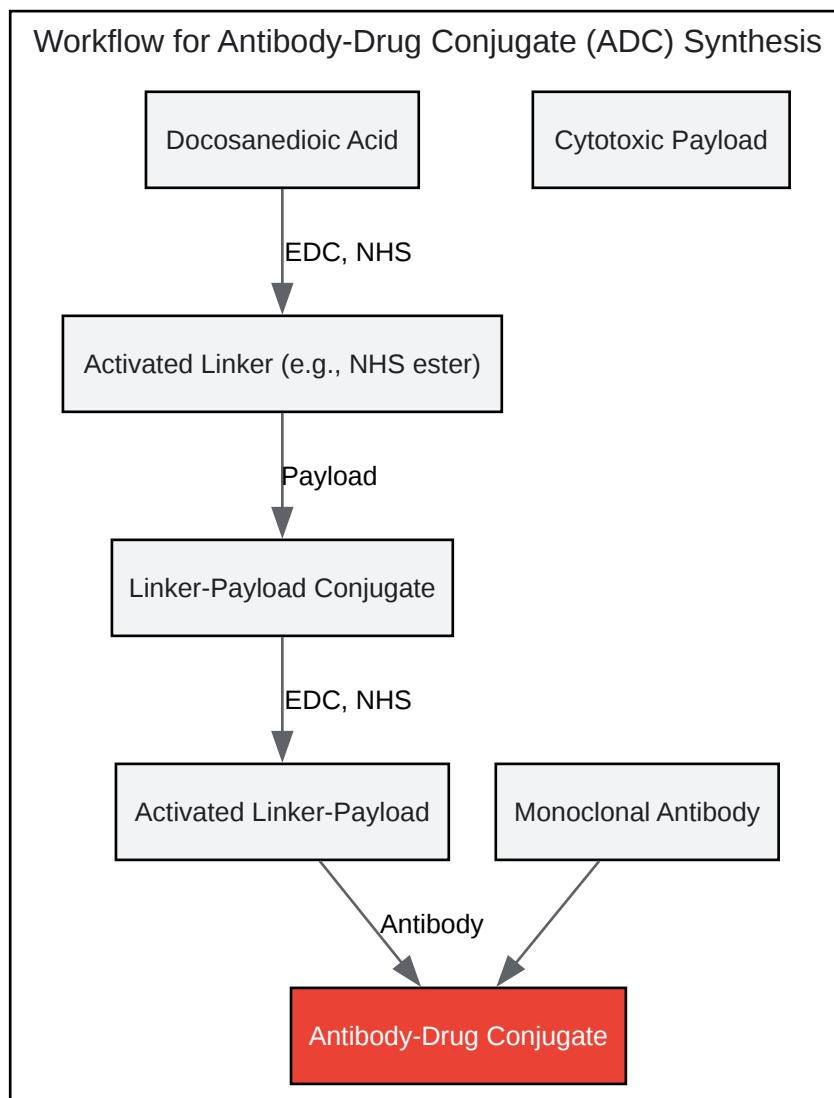 Workflow for Antibody-Drug Conjugate (ADC) Synthesis
Docosanedioic Acid
Cytotoxic Payload
EDC, NHS
Activated Linker (e.g., NHS ester)
Payload
Linker-Payload Conjugate
EDC, NHS
Activated Linker-Payload
Monoclonal Antibody
Antibody
Antibody-Drug Conjugate